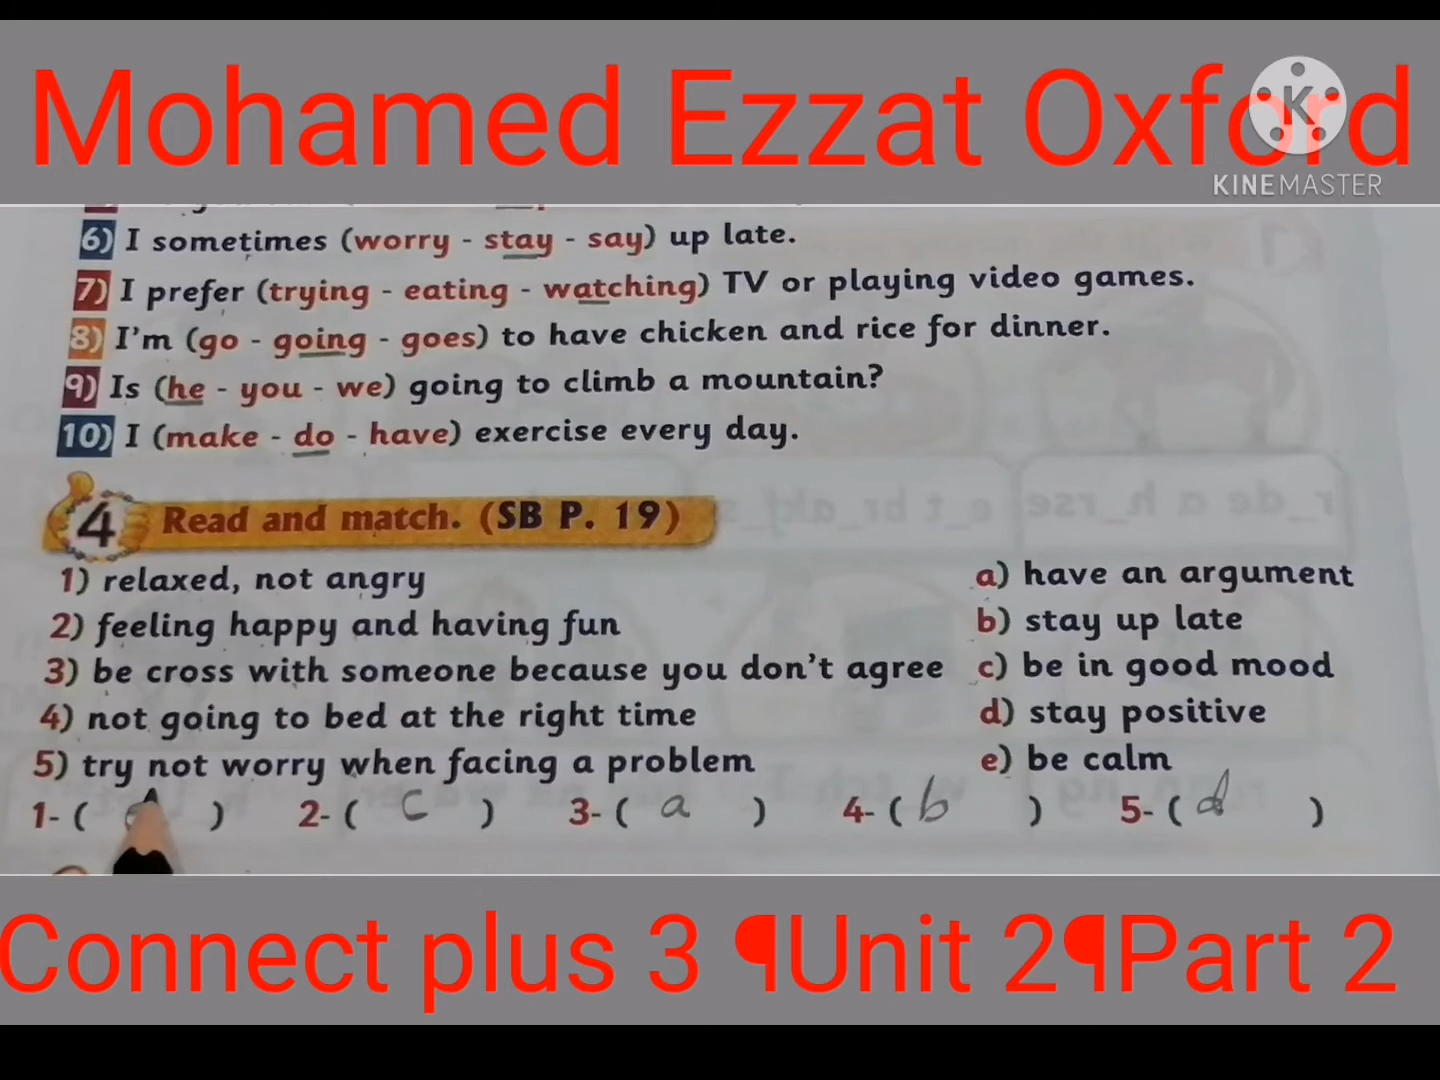 Mohamed Ezzat Oxford
K
KINEMASTER
6) I sometimes (worry - stay - say) up late.
7) I prefer (trying - eating - watching) TV or playing video games.
8) I'm (go - going - goes) to have chicken and rice for dinner.
9) Is (he - you - we) going to climb a mountain?
10) I (make - do - have) exercise every day.
4 Read and match. (SB P. 19)
1) relaxed, not angry a) have an argument
2) feeling happy and having fun b) stay up late
3) be cross with someone because you don't agree c) be in good mood
4) not going to bed at the right time d) stay positive
5) try not worry when facing a problem e) be calm
1- ( ) 2- ( c ) 3- ( a ) 4- ( b ) 5- ( d )
Connect plus 3 ¶Unit 2¶Part 2